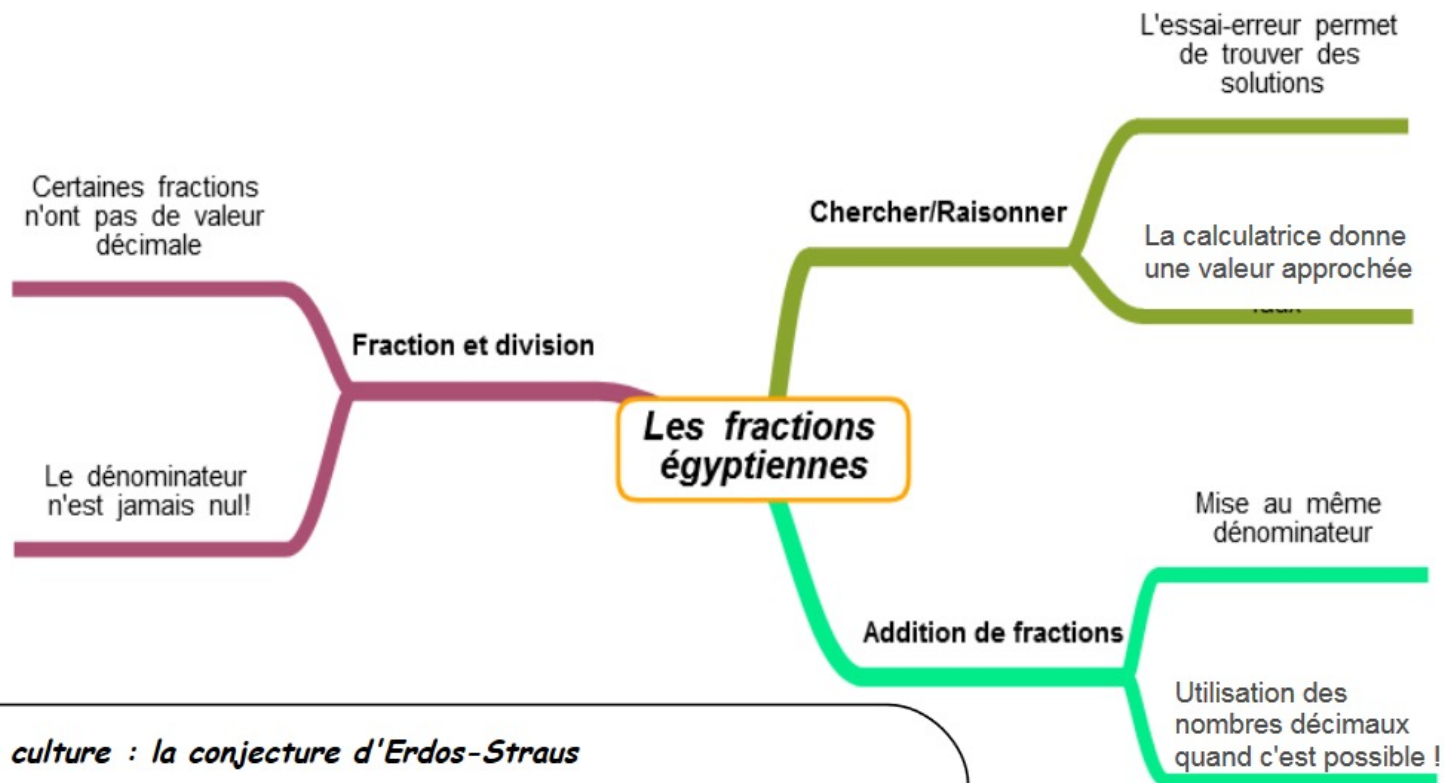 L'essai-erreur permet
de trouver des
solutions
Certaines fractions
n'ont pas de valeur
décimale
Chercher/Raisonner
La calculatrice donne
une valeur approchée
Fraction et division
Les fractions
égyptiennes
Le dénominateur
n'est jamais nul!
Mise au même
dénominateur
Addition de fractions
Utilisation des
nombres décimaux
quand c'est possible !
culture : la conjecture d'Erdos-Straus